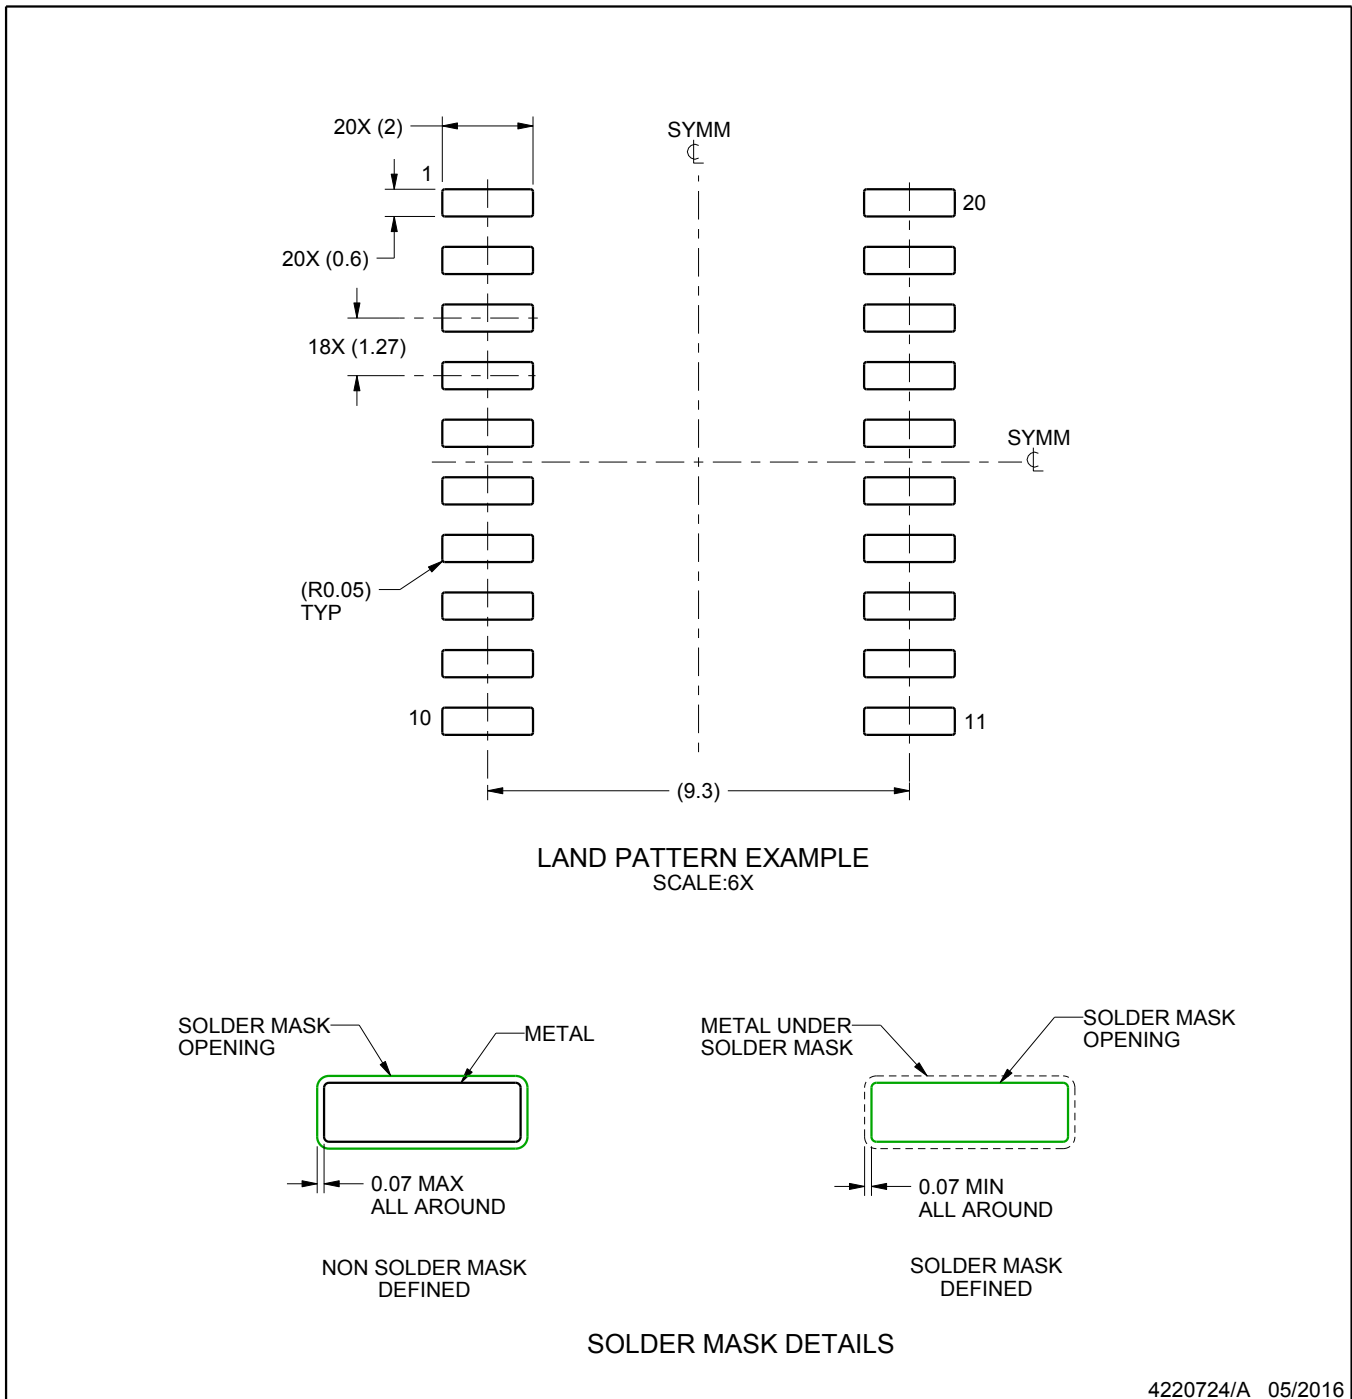 20X (2)
SYMM
1
20
20X (0.6)
18X (1.27)
SYMM
(R0.05)
TYP
10
11
(9.3)
LAND PATTERN EXAMPLE
SCALE:6X
SOLDER MASK
OPENING
METAL
METAL UNDER
SOLDER MASK
SOLDER MASK
OPENING
0.07 MAX
ALL AROUND
0.07 MIN
ALL AROUND
NON SOLDER MASK
DEFINED
SOLDER MASK
DEFINED
SOLDER MASK DETAILS
4220724/A 05/2016